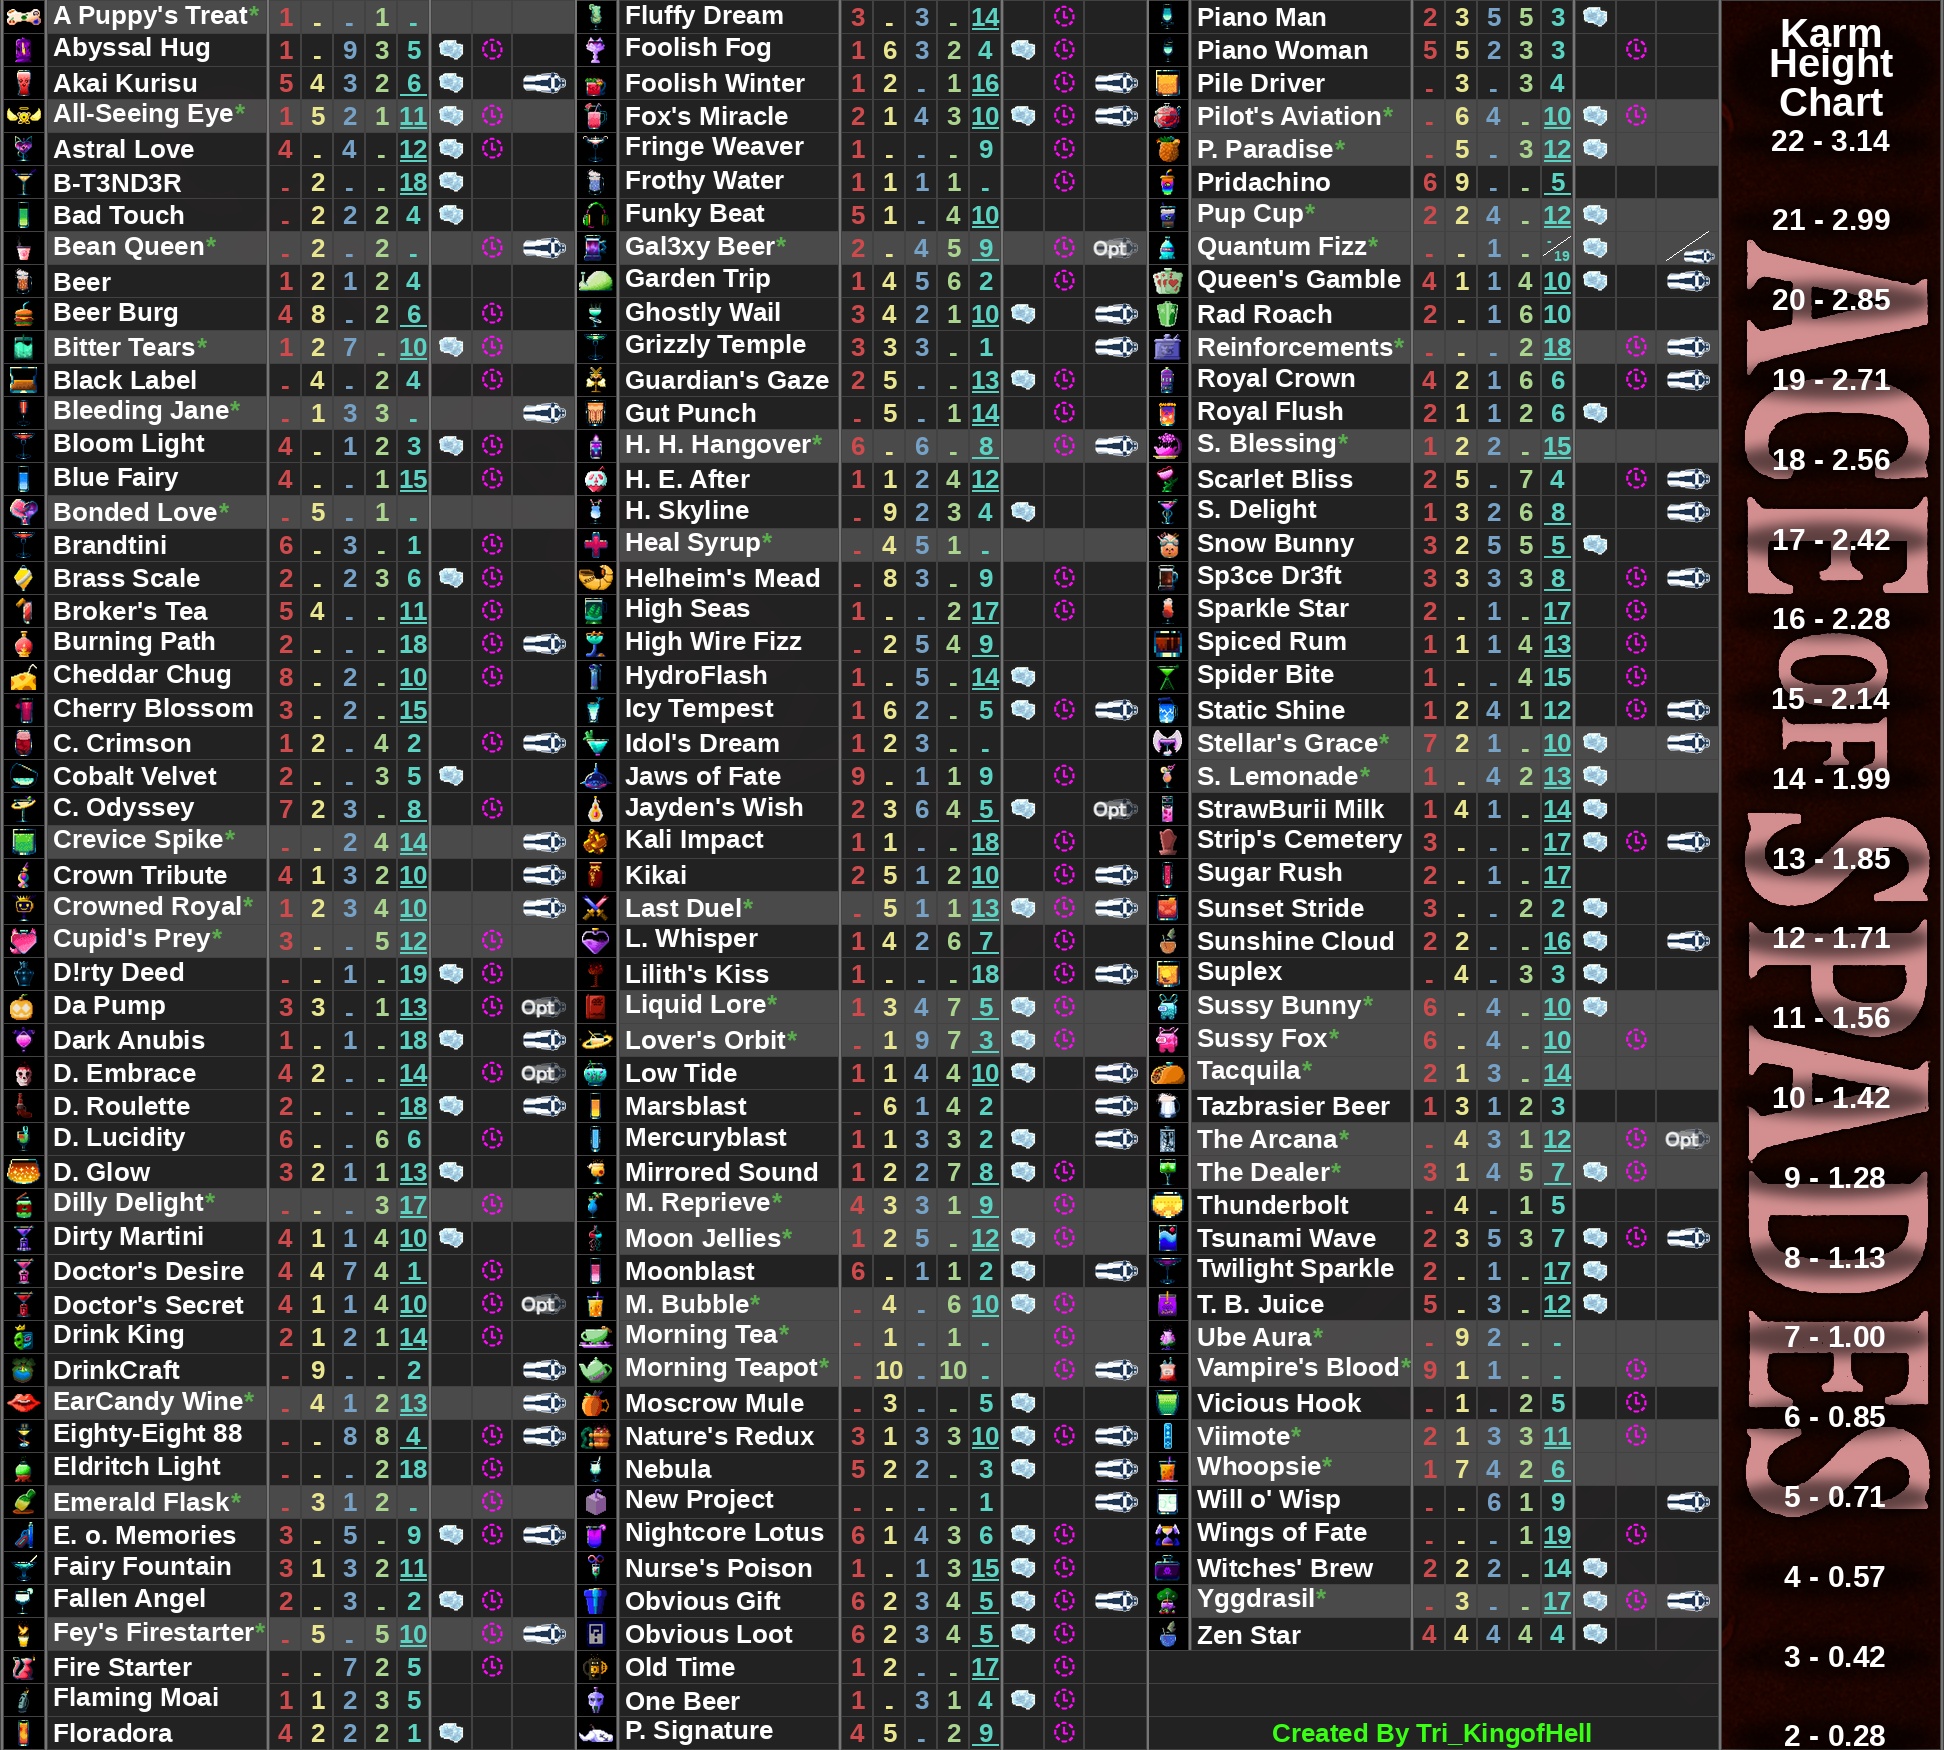 A Puppy's Treat* 1 - - 1 -
Abyssal Hug 1 - 9 3 5
Akai Kurisu 5 4 3 2 6
All-Seeing Eye* 1 5 2 1 11
Astral Love 4 - 4 - 12
B-T3ND3R - 2 - - 18
Bad Touch - 2 2 2 4
Bean Queen* - 2 - 2 -
Beer 1 2 1 2 4
Beer Burg 4 8 - 2 6
Bitter Tears* 1 2 7 - 10
Black Label - 4 - 2 4
Bleeding Jane* - 1 3 3 -
Bloom Light 4 - 1 2 3
Blue Fairy 4 - - 1 15
Bonded Love* - 5 - 1 -
Brandtini 6 - 3 - 1
Brass Scale 2 - 2 3 6
Broker's Tea 5 4 - - 11
Burning Path 2 - - - 18
Cheddar Chug 8 - 2 - 10
Cherry Blossom 3 - 2 - 15
C. Crimson 1 2 - 4 2
Cobalt Velvet 2 - - 3 5
C. Odyssey 7 2 3 - 8
Crevice Spike* - - 2 4 14
Crown Tribute 4 1 3 2 10
Crowned Royal* 1 2 3 4 10
Cupid's Prey* 3 - - 5 12
D!rty Deed - - 1 - 19
Da Pump 3 3 - 1 13 Opt
Dark Anubis 1 - 1 - 18
D. Embrace 4 2 - - 14 Opt
D. Roulette 2 - - - 18
D. Lucidity 6 - - 6 6
D. Glow 3 2 1 1 13
Dilly Delight* - - - 3 17
Dirty Martini 4 1 1 4 10
Doctor's Desire 4 4 7 4 1
Doctor's Secret 4 1 1 4 10 Opt
Drink King 2 1 2 1 14
DrinkCraft - 9 - - 2
EarCandy Wine* - 4 1 2 13
Eighty-Eight 88 - - 8 8 4
Eldritch Light - - - 2 18
Emerald Flask* - 3 1 2 -
E. o. Memories 3 - 5 - 9
Fairy Fountain 3 1 3 2 11
Fallen Angel 2 - 3 - 2
Fey's Firestarter* - 5 - 5 10
Fire Starter - - 7 2 5
Flaming Moai 1 1 2 3 5
Floradora 4 2 2 2 1
Fluffy Dream 3 - 3 - 14
Foolish Fog 1 6 3 2 4
Foolish Winter 1 2 - 1 16
Fox's Miracle 2 1 4 3 10
Fringe Weaver 1 - - - 9
Frothy Water 1 1 1 1 -
Funky Beat 5 1 - 4 10
Gal3xy Beer* 2 - 4 5 9 Opt
Garden Trip 1 4 5 6 2
Ghostly Wail 3 4 2 1 10
Grizzly Temple 3 3 3 - 1
Guardian's Gaze 2 5 - - 13
Gut Punch - 5 - 1 14
H. H. Hangover* 6 - 6 - 8
H. E. After 1 1 2 4 12
H. Skyline - 9 2 3 4
Heal Syrup* - 4 5 1 -
Helheim's Mead - 8 3 - 9
High Seas 1 - - 2 17
High Wire Fizz - 2 5 4 9
HydroFlash 1 - 5 - 14
Icy Tempest 1 6 2 - 5
Idol's Dream 1 2 3 - -
Jaws of Fate 9 - 1 1 9
Jayden's Wish 2 3 6 4 5 Opt
Kali Impact 1 1 - - 18
Kikai 2 5 1 2 10
Last Duel* - 5 1 1 13
L. Whisper 1 4 2 6 7
Lilith's Kiss 1 - - - 18
Liquid Lore* 1 3 4 7 5
Lover's Orbit* - 1 9 7 3
Low Tide 1 1 4 4 10
Marsblast - 6 1 4 2
Mercuryblast 1 1 3 3 2
Mirrored Sound 1 2 2 7 8
M. Reprieve* 4 3 3 1 9
Moon Jellies* 1 2 5 - 12
Moonblast 6 - 1 1 2
M. Bubble* - 4 - 6 10
Morning Tea* - 1 - 1 -
Morning Teapot* - 10 - 10 -
Moscrow Mule - 3 - - 5
Nature's Redux 3 1 3 3 10
Nebula 5 2 2 - 3
New Project - - - - 1
Nightcore Lotus 6 1 4 3 6
Nurse's Poison 1 - 1 3 15
Obvious Gift 6 2 3 4 5
Obvious Loot 6 2 3 4 5
Old Time 1 2 - - 17
One Beer 1 - 3 1 4
P. Signature 4 5 - 2 9
Piano Man 2 3 5 5 3
Piano Woman 5 5 2 3 3
Pile Driver - 3 - 3 4
Pilot's Aviation* - 6 4 - 10
P. Paradise* - 5 - 3 12
Pridachino 6 9 - - 5
Pup Cup* 2 2 4 - 12
Quantum Fizz* - - 1 - -/19
Queen's Gamble 4 1 1 4 10
Rad Roach 2 - 1 6 10
Reinforcements* - - - 2 18
Royal Crown 4 2 1 6 6
Royal Flush 2 1 1 2 6
S. Blessing* 1 2 2 - 15
Scarlet Bliss 2 5 - 7 4
S. Delight 1 3 2 6 8
Snow Bunny 3 2 5 5 5
Sp3ce Dr3ft 3 3 3 3 8
Sparkle Star 2 - 1 - 17
Spiced Rum 1 1 1 4 13
Spider Bite 1 - - 4 15
Static Shine 1 2 4 1 12
Stellar's Grace* 7 2 1 - 10
S. Lemonade* 1 - 4 2 13
StrawBurii Milk 1 4 1 - 14
Strip's Cemetery 3 - - - 17
Sugar Rush 2 - 1 - 17
Sunset Stride 3 - - 2 2
Sunshine Cloud 2 2 - - 16
Suplex - 4 - 3 3
Sussy Bunny* 6 - 4 - 10
Sussy Fox* 6 - 4 - 10
Tacquila* 2 1 3 - 14
Tazbrasier Beer 1 3 1 2 3
The Arcana* - 4 3 1 12 Opt
The Dealer* 3 1 4 5 7
Thunderbolt - 4 - 1 5
Tsunami Wave 2 3 5 3 7
Twilight Sparkle 2 - 1 - 17
T. B. Juice 5 - 3 - 12
Ube Aura* - 9 2 - -
Vampire's Blood* 9 1 1 - -
Vicious Hook - 1 - 2 5
Viimote* 2 1 3 3 11
Whoopsie* 1 7 4 2 6
Will o' Wisp - - 6 1 9
Wings of Fate - - - 1 19
Witches' Brew 2 2 2 - 14
Yggdrasil* - 3 - - 17
Zen Star 4 4 4 4 4
Created By Tri_KingofHell
Karm
Height
Chart
22 - 3.14
21 - 2.99
20 - 2.85
19 - 2.71
18 - 2.56
17 - 2.42
16 - 2.28
15 - 2.14
14 - 1.99
13 - 1.85
12 - 1.71
11 - 1.56
10 - 1.42
9 - 1.28
8 - 1.13
7 - 1.00
6 - 0.85
5 - 0.71
4 - 0.57
3 - 0.42
2 - 0.28
ACE OF SPADES